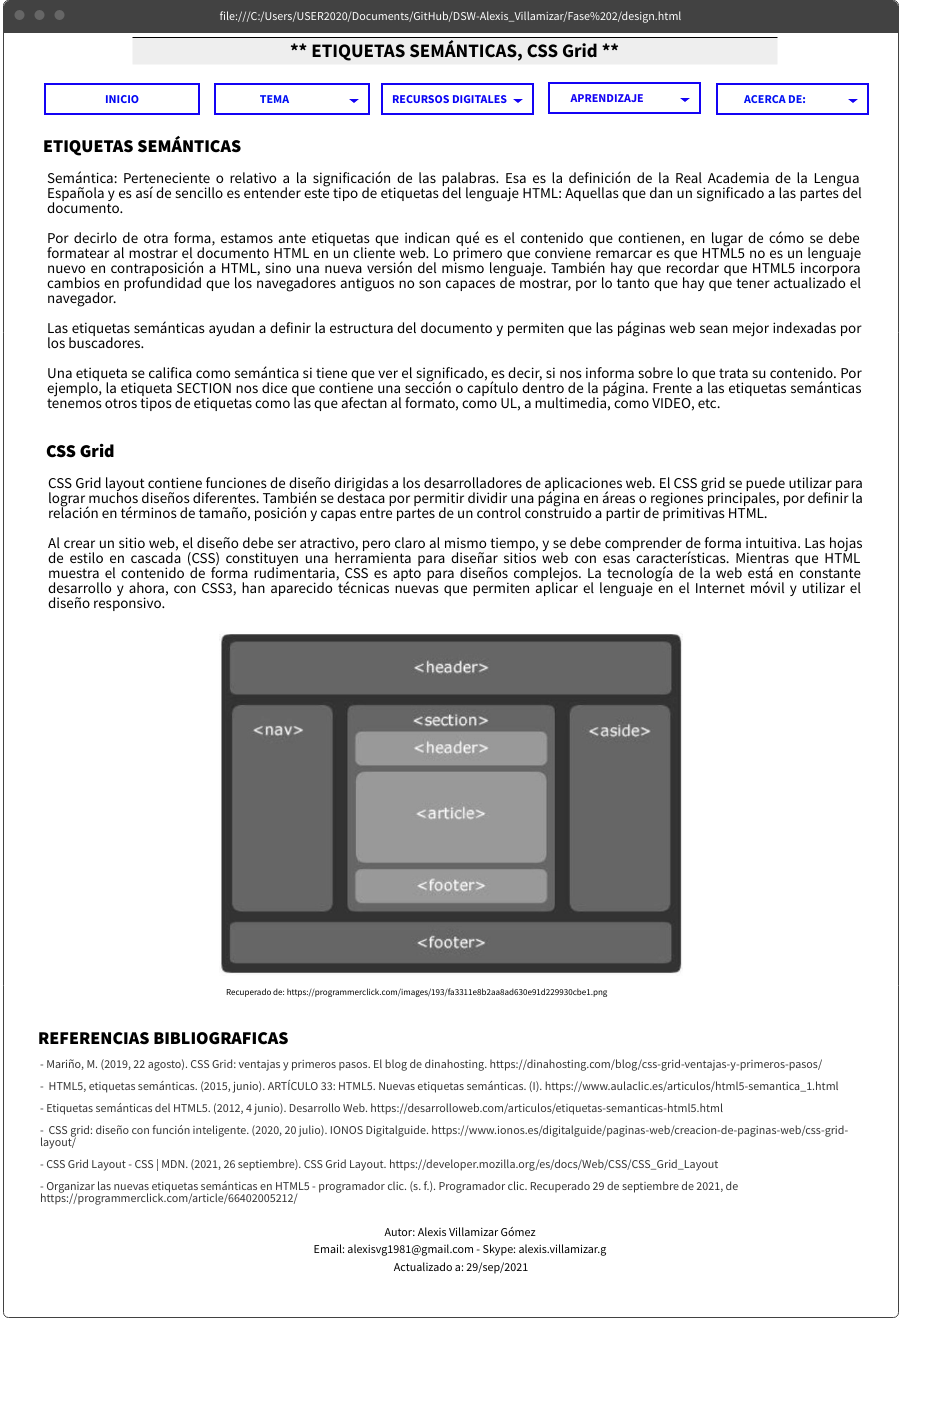 file:///C:/Users/USER2020/Documents/GitHub/DSW-Alexis_Villamizar/Fase%202/design.html
** ETIQUETAS SEMÁNTICAS, CSS Grid **
INICIO TEMA RECURSOS DIGITALES APRENDIZAJE ACERCA DE:
ETIQUETAS SEMÁNTICAS
Semántica: Perteneciente o relativo a la significación de las palabras. Esa es la definición de la Real Academia de la Lengua
Española y es así de sencillo es entender este tipo de etiquetas del lenguaje HTML: Aquellas que dan un significado a las partes del
documento.
Por decirlo de otra forma, estamos ante etiquetas que indican qué es el contenido que contienen, en lugar de cómo se debe
formatear al mostrar el documento HTML en un cliente web. Lo primero que conviene remarcar es que HTML5 no es un lenguaje
nuevo en contraposición a HTML, sino una nueva versión del mismo lenguaje. También hay que recordar que HTML5 incorpora
cambios en profundidad que los navegadores antiguos no son capaces de mostrar, por lo tanto que hay que tener actualizado el
navegador.
Las etiquetas semánticas ayudan a definir la estructura del documento y permiten que las páginas web sean mejor indexadas por
los buscadores.
Una etiqueta se califica como semántica si tiene que ver el significado, es decir, si nos informa sobre lo que trata su contenido. Por
ejemplo, la etiqueta SECTION nos dice que contiene una sección o capítulo dentro de la página. Frente a las etiquetas semánticas
tenemos otros tipos de etiquetas como las que afectan al formato, como UL, a multimedia, como VIDEO, etc.
CSS Grid
CSS Grid layout contiene funciones de diseño dirigidas a los desarrolladores de aplicaciones web. El CSS grid se puede utilizar para
lograr muchos diseños diferentes. También se destaca por permitir dividir una página en áreas o regiones principales, por definir la
relación en términos de tamaño, posición y capas entre partes de un control construido a partir de primitivas HTML.
Al crear un sitio web, el diseño debe ser atractivo, pero claro al mismo tiempo, y se debe comprender de forma intuitiva. Las hojas
de estilo en cascada (CSS) constituyen una herramienta para diseñar sitios web con esas características. Mientras que HTML
muestra el contenido de forma rudimentaria, CSS es apto para diseños complejos. La tecnología de la web está en constante
desarrollo y ahora, con CSS3, han aparecido técnicas nuevas que permiten aplicar el lenguaje en el Internet móvil y utilizar el
diseño responsivo.
<header>
<nav>
<section>
<header>
<article>
<footer>
<aside>
<footer>
Recuperado de: https://programmerclick.com/images/193/fa3311e8b2aa8ad630e91d229930cbe1.png
REFERENCIAS BIBLIOGRAFICAS
- Mariño, M. (2019, 22 agosto). CSS Grid: ventajas y primeros pasos. El blog de dinahosting. https://dinahosting.com/blog/css-grid-ventajas-y-primeros-pasos/
- HTML5, etiquetas semánticas. (2015, junio). ARTÍCULO 33: HTML5. Nuevas etiquetas semánticas. (I). https://www.aulaclic.es/articulos/html5-semantica_1.html
- Etiquetas semánticas del HTML5. (2012, 4 junio). Desarrollo Web. https://desarrolloweb.com/articulos/etiquetas-semanticas-html5.html
- CSS grid: diseño con función inteligente. (2020, 20 julio). IONOS Digitalguide. https://www.ionos.es/digitalguide/paginas-web/creacion-de-paginas-web/css-grid-
layout/
- CSS Grid Layout - CSS | MDN. (2021, 26 septiembre). CSS Grid Layout. https://developer.mozilla.org/es/docs/Web/CSS/CSS_Grid_Layout
- Organizar las nuevas etiquetas semánticas en HTML5 - programador clic. (s. f.). Programador clic. Recuperado 29 de septiembre de 2021, de
https://programmerclick.com/article/66402005212/
Autor: Alexis Villamizar Gómez
Email: alexisvg1981@gmail.com - Skype: alexis.villamizar.g
Actualizado a: 29/sep/2021